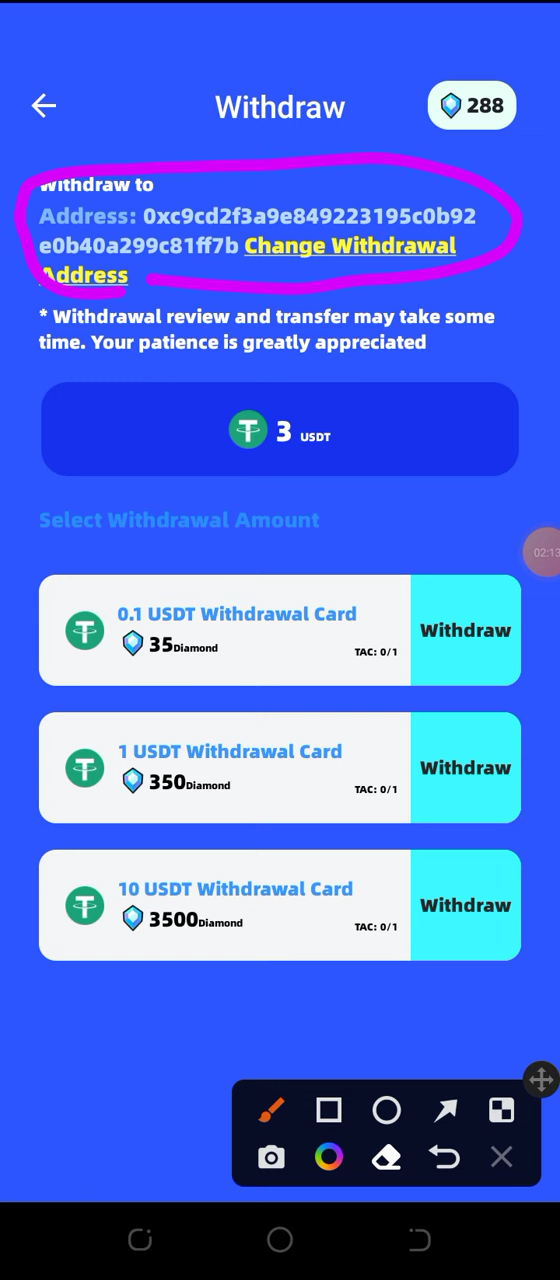 Withdraw
288
Withdraw to
Address: 0xc9cd2f3a9e849223195c0b92
e0b40a299c81ff7b Change Withdrawal
Address
* Withdrawal review and transfer may take some
time. Your patience is greatly appreciated
3 USDT
Select Withdrawal Amount
02:13
0.1 USDT Withdrawal Card
35Diamond
TAC: 0/1
Withdraw
1 USDT Withdrawal Card
350Diamond
TAC: 0/1
Withdraw
10 USDT Withdrawal Card
3500Diamond
TAC: 0/1
Withdraw